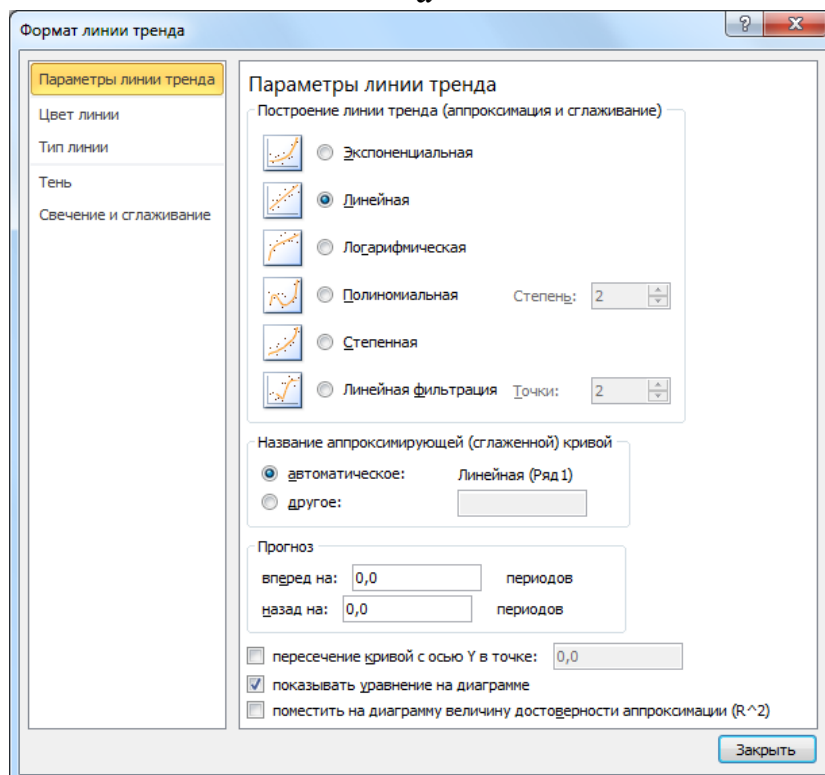 Формат линии тренда
Параметры линии тренда
Цвет линии
Тип линии
Тень
Свечение и сглаживание
Параметры линии тренда
Построение линии тренда (аппроксимация и сглаживание)
Экспоненциальная
Линейная
Логарифмическая
Полиномиальная Степень: 2
Степенная
Линейная фильтрация Точки: 2
Название аппроксимирующей (сглаженной) кривой
автоматическое: Линейная (Ряд1)
другое:
Прогноз
вперед на: 0,0 периодов
назад на: 0,0 периодов
пересечение кривой с осью Y в точке: 0,0
показывать уравнение на диаграмме
поместить на диаграмму величину достоверности аппроксимации (R^2)
Закрыть